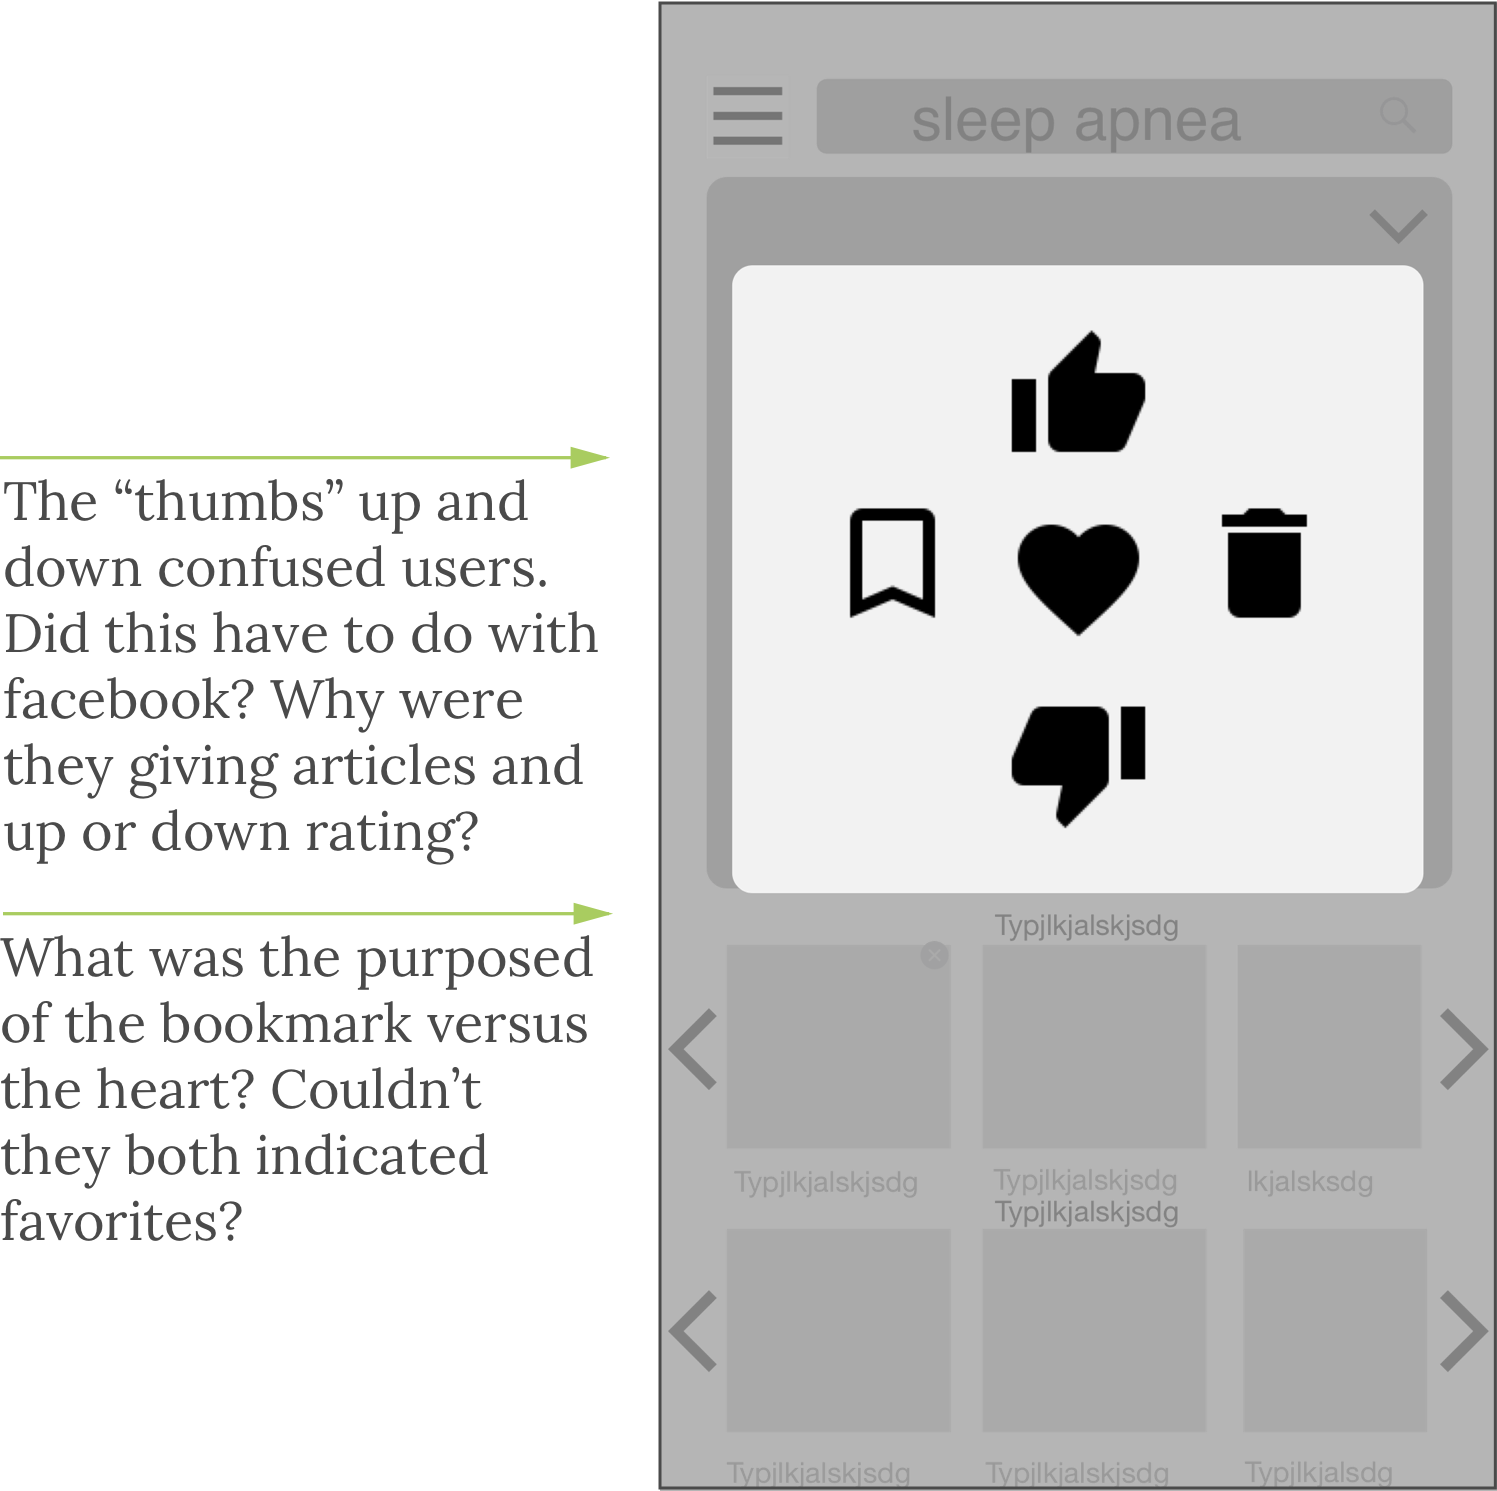 The “thumbs” up and
down confused users.
Did this have to do with
facebook? Why were
they giving articles and
up or down rating?
What was the purposed
of the bookmark versus
the heart? Couldn’t
they both indicated
favorites?
sleep apnea
Typjlkjalskjsdg
Typjlkjalskjsdg
Typjlkjalskjsdg
lkjalsksdg
Typjlkjalskjsdg
Typjlkjalskjsdg
Typjlkjalskjsdg
Typjlkjalsdg